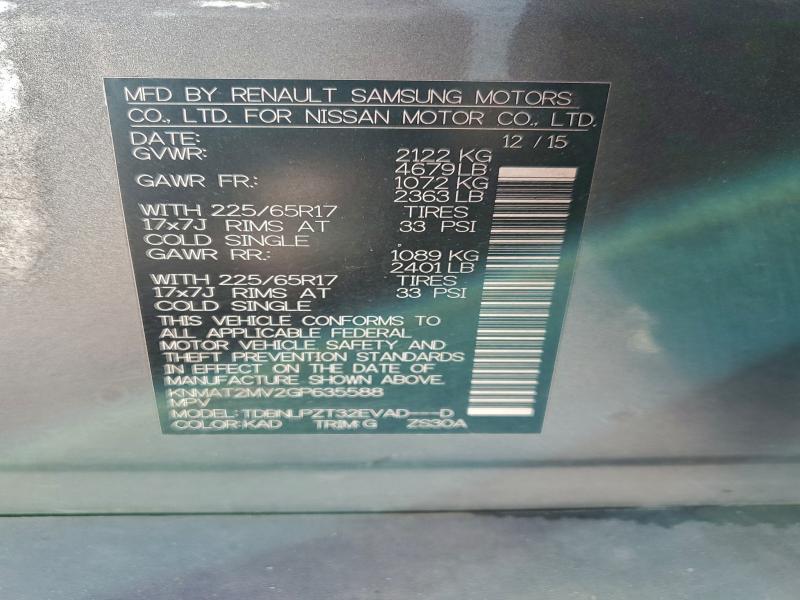 MFD BY RENAULT SAMSUNG MOTORS
CO., LTD. FOR NISSAN MOTOR CO., LTD.
DATE: 12 / 15
GVWR: 2122 KG
4679 LB
GAWR FR.: 1072 KG
2363 LB
WITH 225/65R17 TIRES
17x7J RIMS AT 33 PSI
COLD SINGLE
GAWR RR.: 1089 KG
2401 LB
WITH 225/65R17 TIRES
17x7J RIMS AT 33 PSI
COLD SINGLE
THIS VEHICLE CONFORMS TO
ALL APPLICABLE FEDERAL
MOTOR VEHICLE SAFETY AND
THEFT PREVENTION STANDARDS
IN EFFECT ON THE DATE OF
MANUFACTURE ABOVE.
KNMAT2MV2GP635588
MPV
MODEL: TDBNLPZT32EVAD---D
COLOR: KAD TRIM: G ZS30A